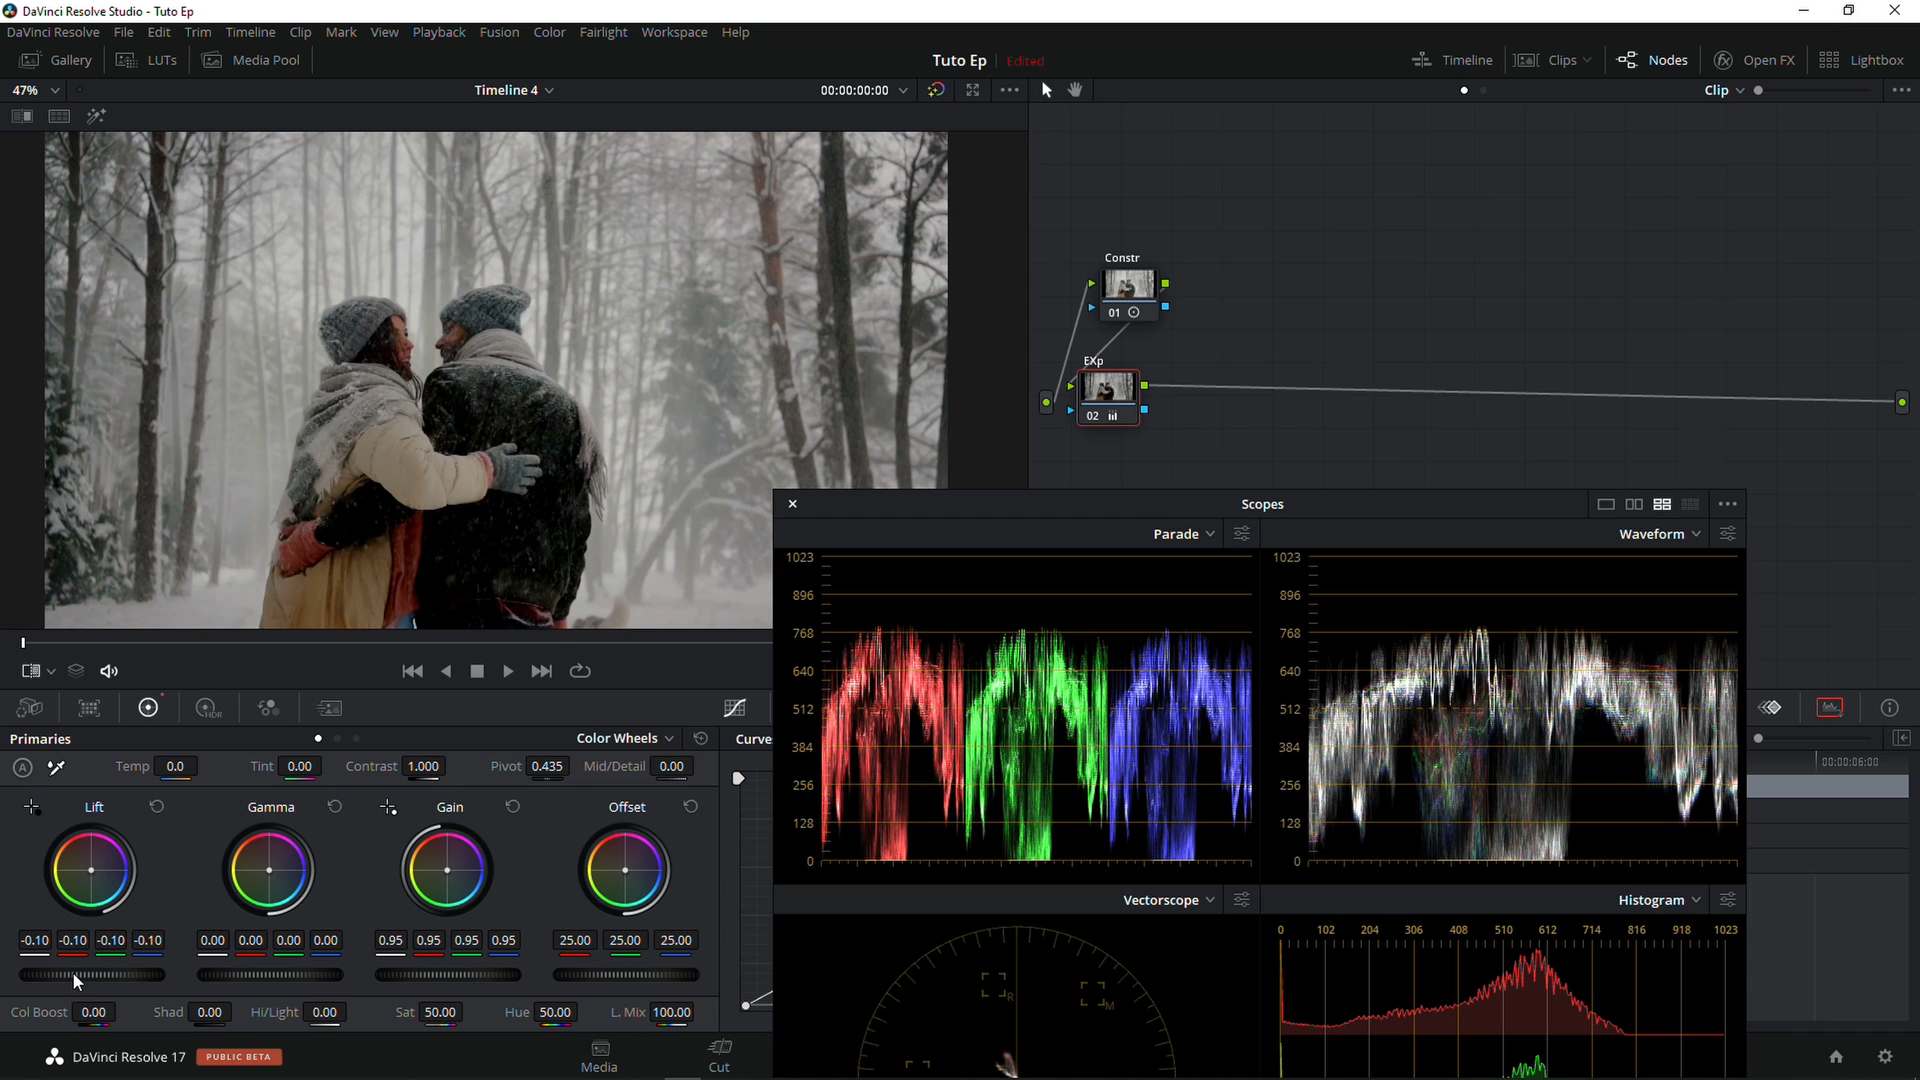 DaVinci Resolve Studio - Tuto Ep
DaVinci Resolve File Edit Trim Timeline Clip Mark View Playback Fusion Color Fairlight Workspace Help
Gallery LUTs Media Pool Tuto Ep Edited Timeline Clips Nodes Open FX Lightbox
47% Timeline 4 00:00:00:00 Clip
Constr
01
EXp
02
Scopes
Parade Waveform
1023 1023
896 896
768 768
640 640
512 512
384 384
256 256
128 128
0 0
Primaries Color Wheels Curves
Temp 0.0 Tint 0.00 Contrast 1.000 Pivot 0.435 Mid/Detail 0.00
00:00:06:00
Lift Gamma Gain Offset
-0.10 -0.10 -0.10 -0.10 0.00 0.00 0.00 0.00 0.95 0.95 0.95 0.95 25.00 25.00 25.00
Col Boost 0.00 Shad 0.00 Hi/Light 0.00 Sat 50.00 Hue 50.00 L. Mix 100.00
Vectorscope Histogram
0 102 204 306 408 510 612 714 816 918 1023
R M
DaVinci Resolve 17 PUBLIC BETA
Media Cut